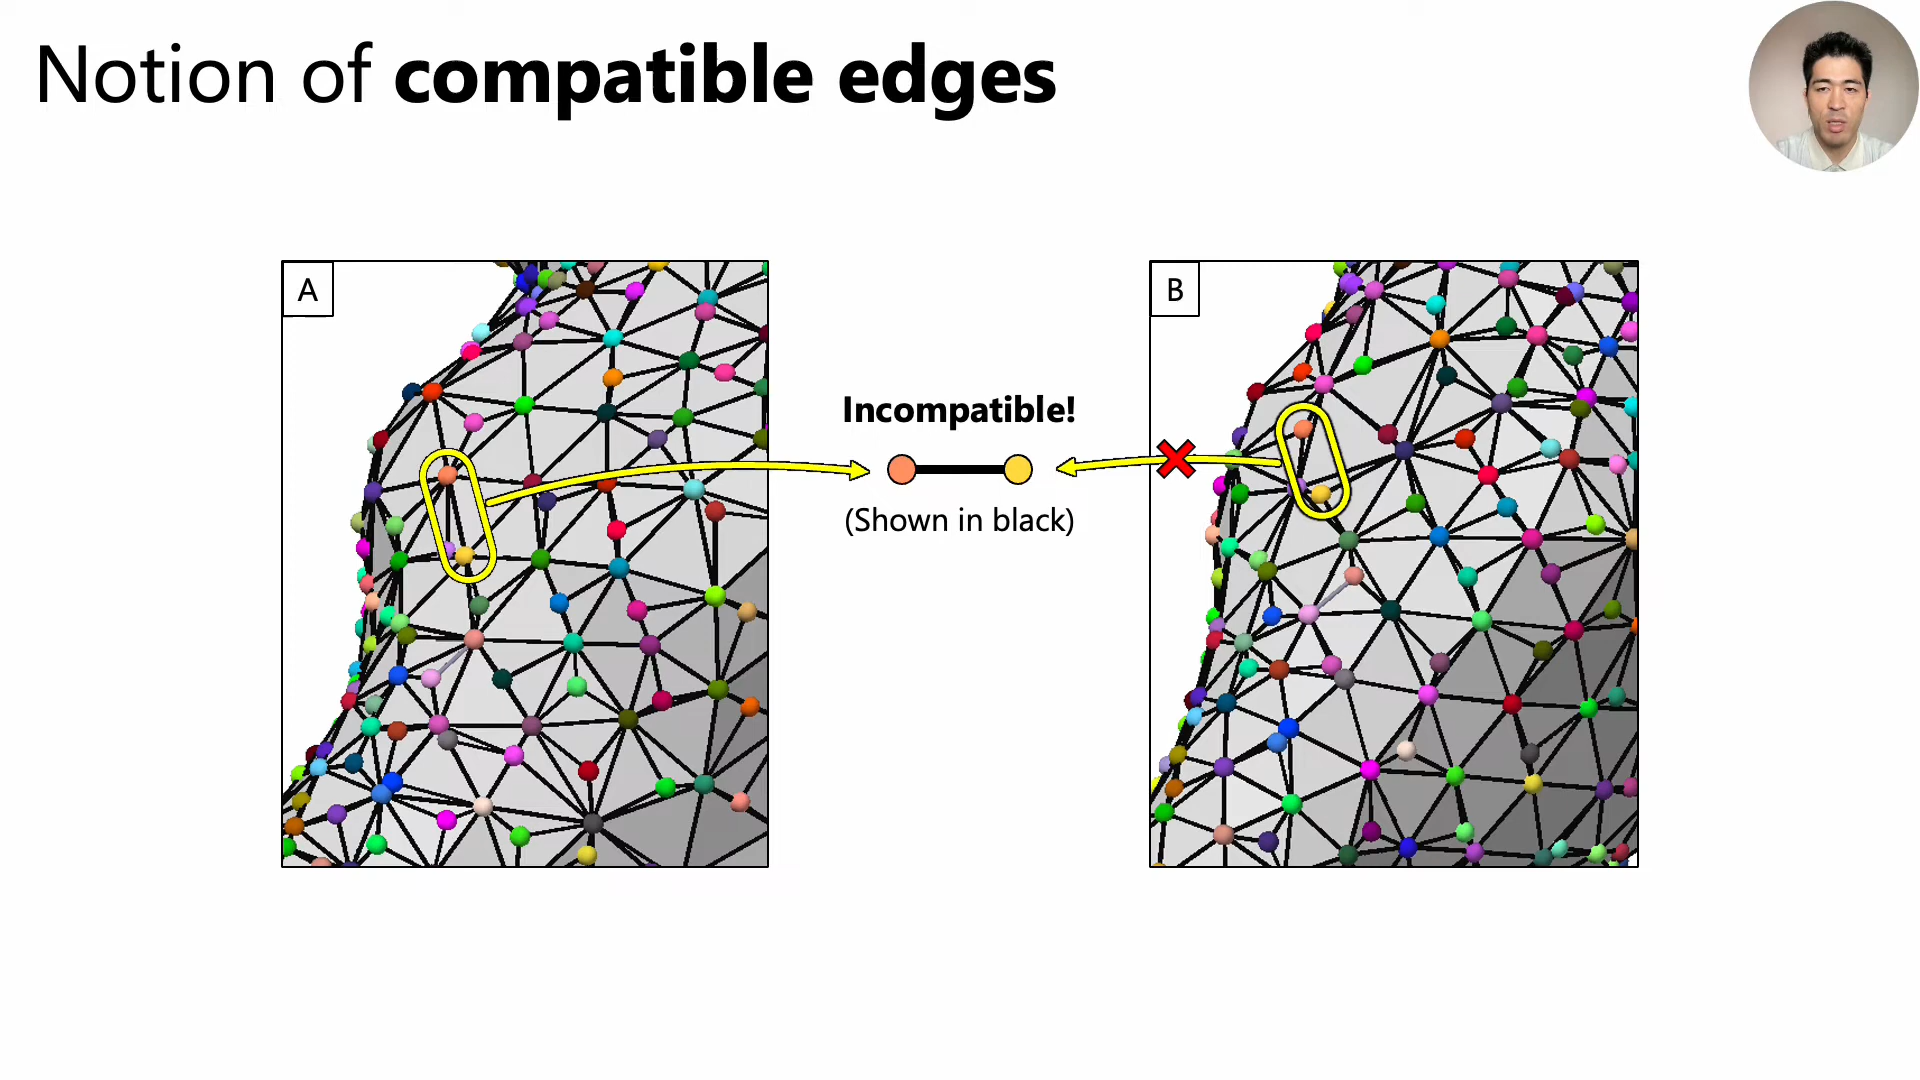 Notion of compatible edges
A
B
Incompatible!
(Shown in black)